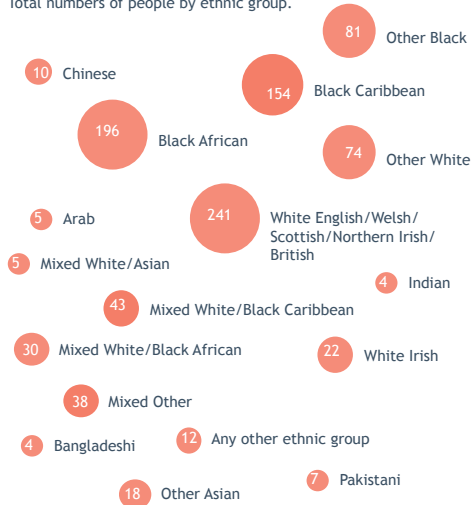 Total numbers of people by ethnic group.
81 Other Black
10 Chinese
154 Black Caribbean
196 Black African
74 Other White
241 White English/Welsh/
Scottish/Northern Irish/
British
5 Arab
5 Mixed White/Asian
4 Indian
43 Mixed White/Black Caribbean
30 Mixed White/Black African
22 White Irish
38 Mixed Other
12 Any other ethnic group
4 Bangladeshi
7 Pakistani
18 Other Asian